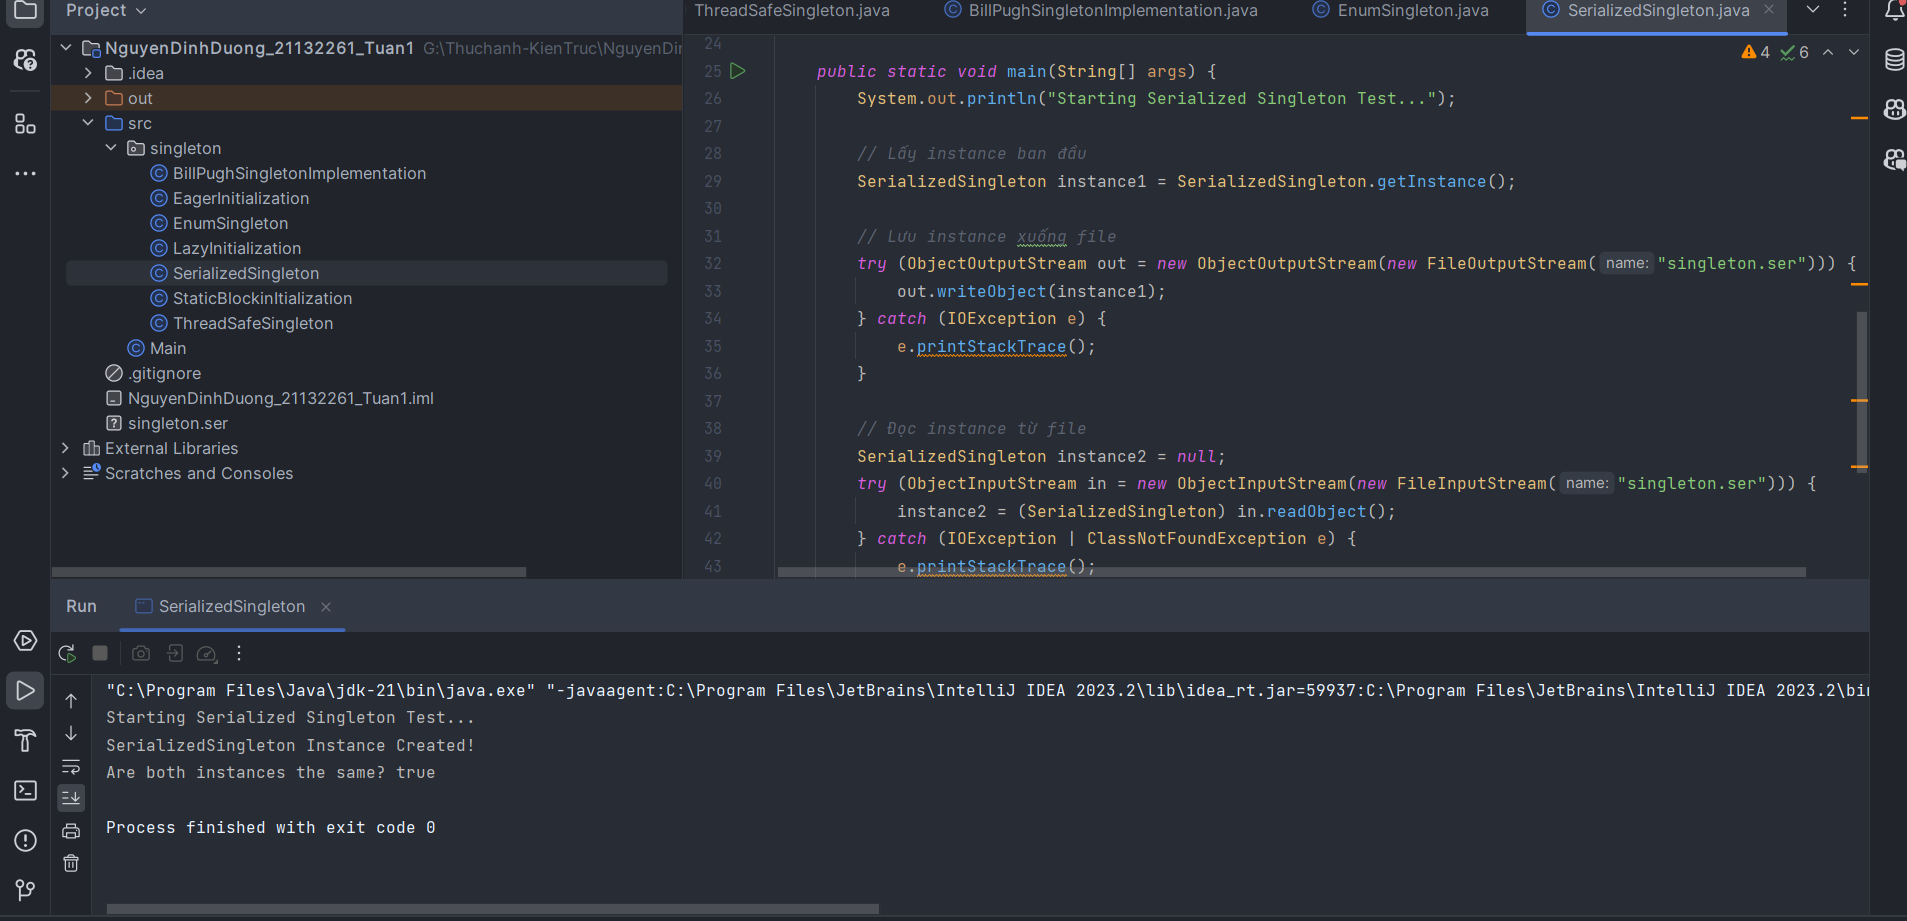 Project
NguyenDinhDuong_21132261_Tuan1 G:\Thuchanh-KienTruc\NguyenDin
.idea
out
src
singleton
BillPughSingletonImplementation
EagerInitialization
EnumSingleton
LazyInitialization
SerializedSingleton
StaticBlockinItialization
ThreadSafeSingleton
Main
.gitignore
NguyenDinhDuong_21132261_Tuan1.iml
singleton.ser
External Libraries
Scratches and Consoles
ThreadSafeSingleton.java BillPughSingletonImplementation.java EnumSingleton.java SerializedSingleton.java
4 6
24
25 public static void main(String[] args) {
26 System.out.println("Starting Serialized Singleton Test...");
27
28 // Lấy instance ban đầu
29 SerializedSingleton instance1 = SerializedSingleton.getInstance();
30
31 // Lưu instance xuống file
32 try (ObjectOutputStream out = new ObjectOutputStream(new FileOutputStream( name: "singleton.ser"))) {
33 out.writeObject(instance1);
34 } catch (IOException e) {
35 e.printStackTrace();
36 }
37
38 // Đọc instance từ file
39 SerializedSingleton instance2 = null;
40 try (ObjectInputStream in = new ObjectInputStream(new FileInputStream( name: "singleton.ser"))) {
41 instance2 = (SerializedSingleton) in.readObject();
42 } catch (IOException | ClassNotFoundException e) {
43 e.printStackTrace();
Run SerializedSingleton
"C:\Program Files\Java\jdk-21\bin\java.exe" "-javaagent:C:\Program Files\JetBrains\IntelliJ IDEA 2023.2\lib\idea_rt.jar=59937:C:\Program Files\JetBrains\IntelliJ IDEA 2023.2\bin
Starting Serialized Singleton Test...
SerializedSingleton Instance Created!
Are both instances the same? true
Process finished with exit code 0